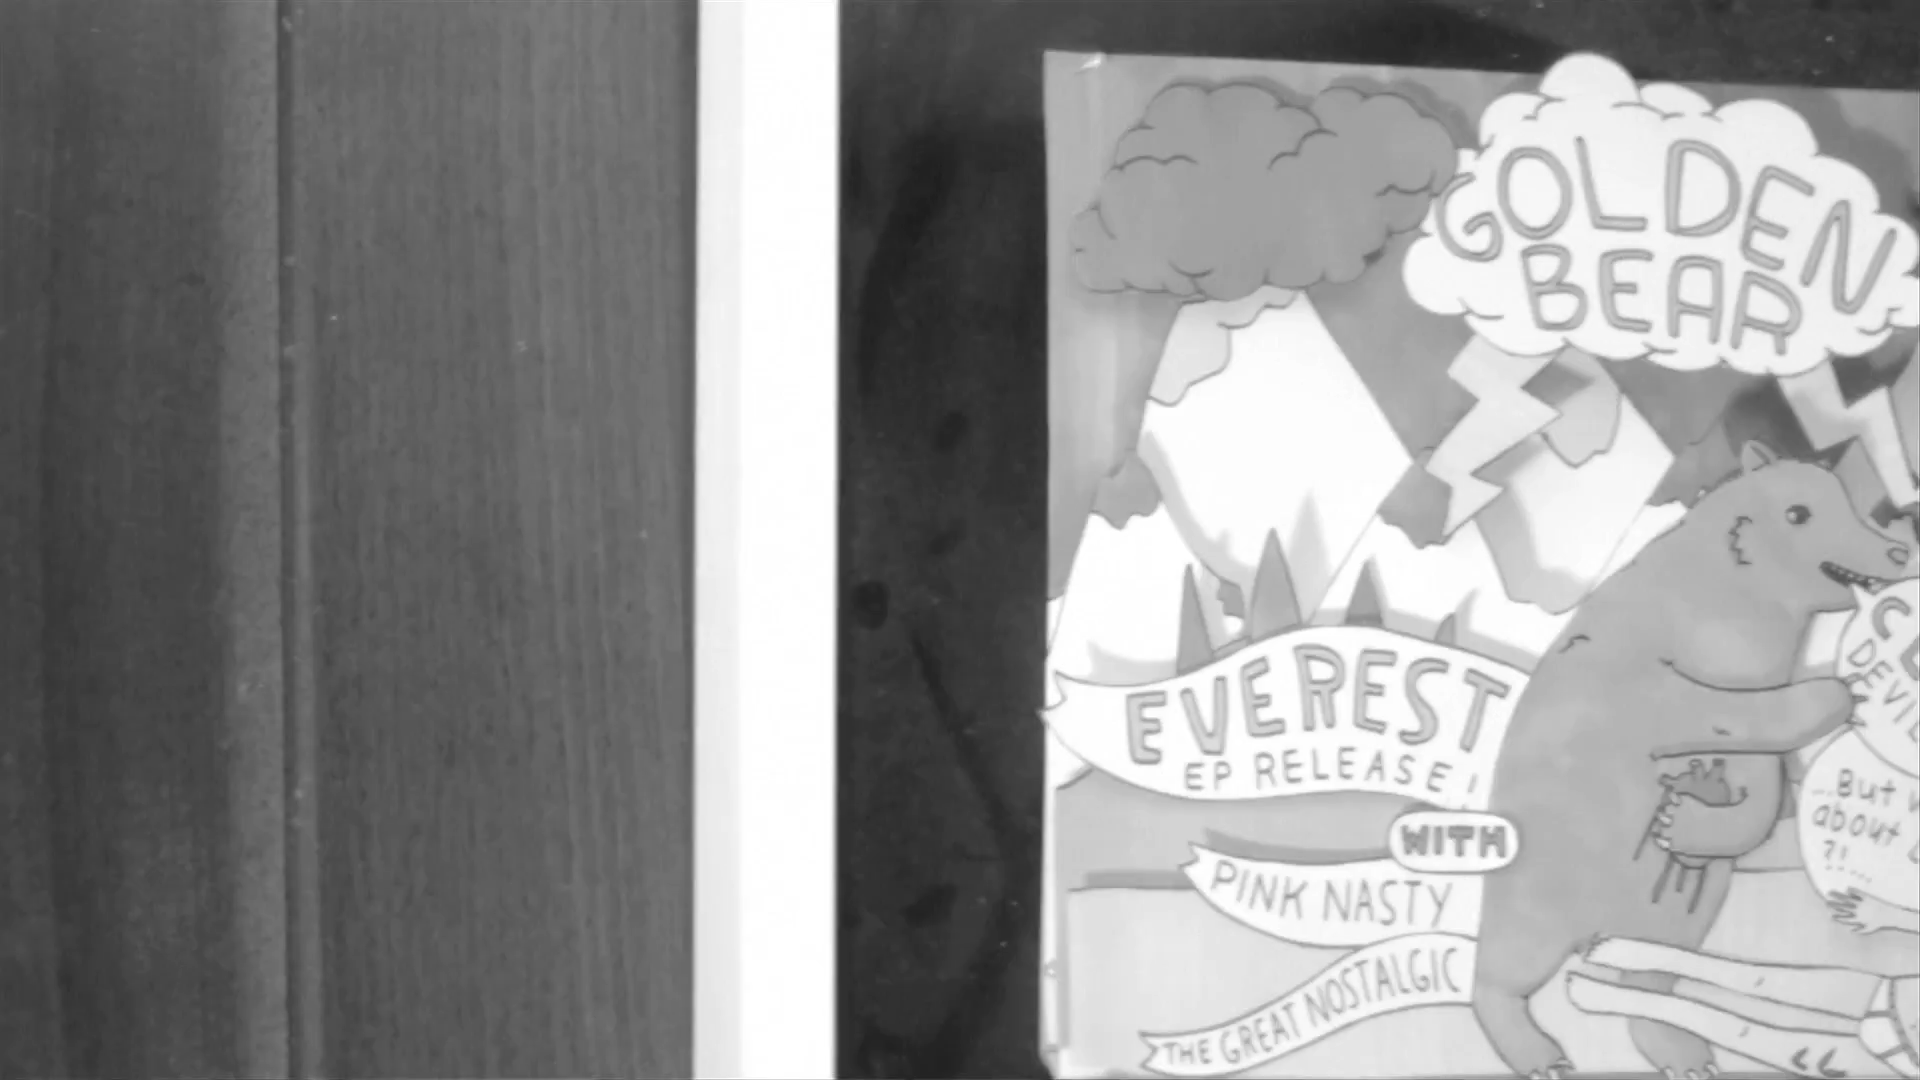 GOLDEN
BEAR
EVEREST
EP RELEASE!
WITH
PINK NASTY
THE GREAT NOSTALGIC
...But
about
?!....